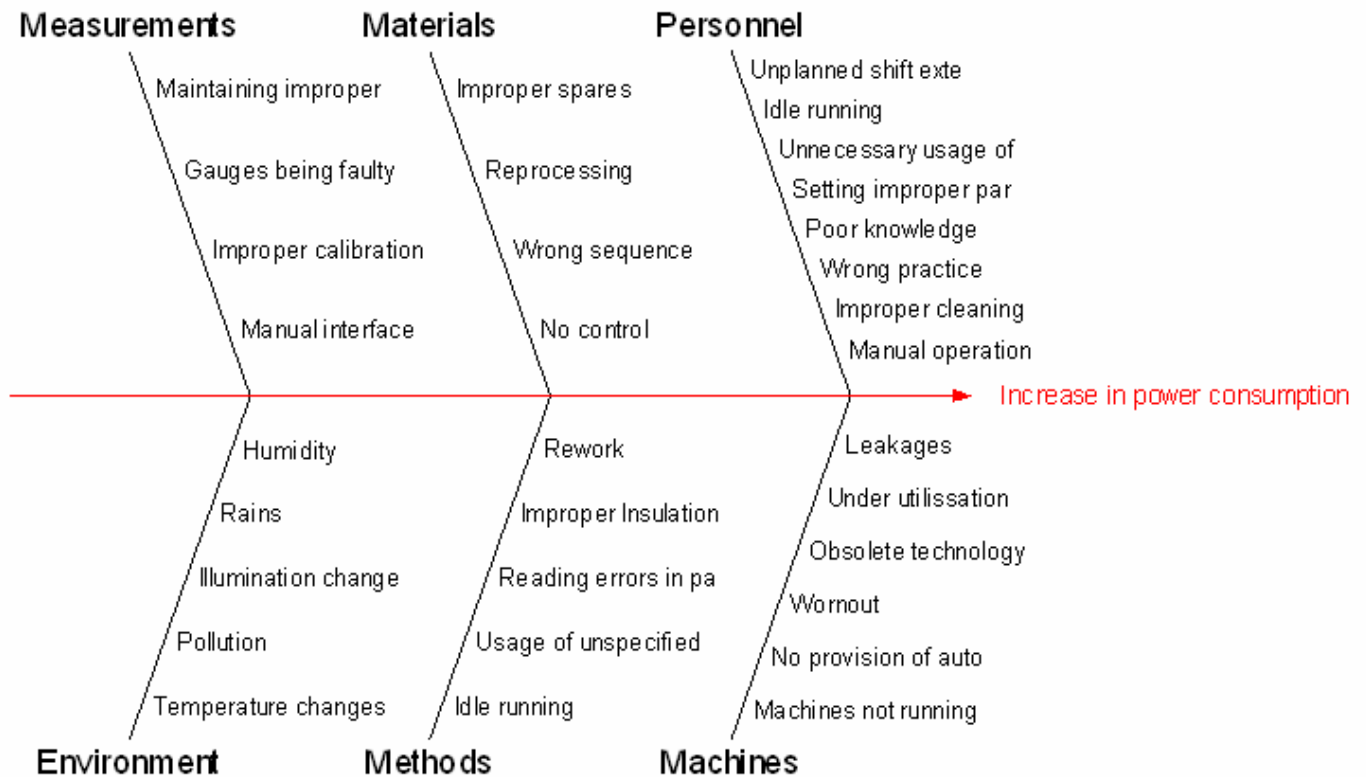 Measurements
Maintaining improper
Gauges being faulty
Improper calibration
Manual interface
Materials
Improper spares
Reprocessing
Wrong sequence
No control
Personnel
Unplanned shift exte
Idle running
Unnecessary usage of
Setting improper par
Poor knowledge
Wrong practice
Improper cleaning
Manual operation
Increase in power consumption
Humidity
Rains
Illumination change
Pollution
Temperature changes
Environment
Rework
Improper Insulation
Reading errors in pa
Usage of unspecified
Idle running
Methods
Leakages
Under utilissation
Obsolete technology
Wornout
No provision of auto
Machines not running
Machines